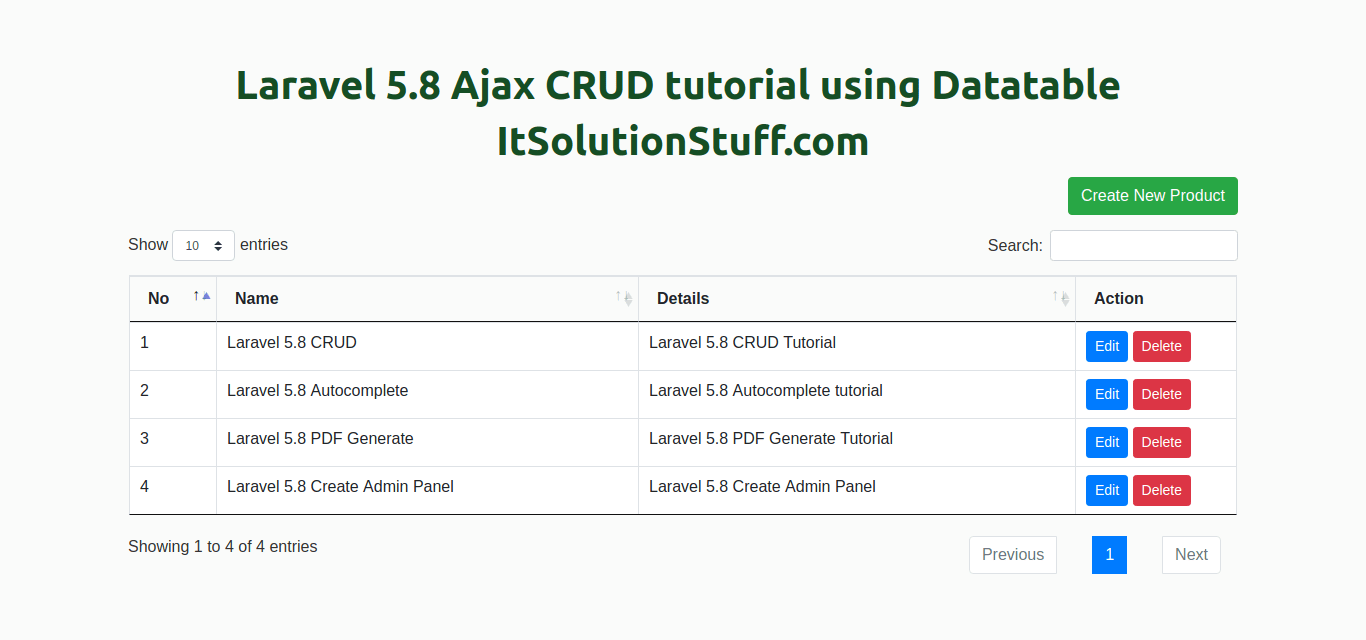 Laravel 5.8 Ajax CRUD tutorial using Datatable
ItSolutionStuff.com
Create New Product
Show 10 entries Search:
No Name Details Action
1 Laravel 5.8 CRUD Laravel 5.8 CRUD Tutorial Edit Delete
2 Laravel 5.8 Autocomplete Laravel 5.8 Autocomplete tutorial Edit Delete
3 Laravel 5.8 PDF Generate Laravel 5.8 PDF Generate Tutorial Edit Delete
4 Laravel 5.8 Create Admin Panel Laravel 5.8 Create Admin Panel Edit Delete
Showing 1 to 4 of 4 entries Previous 1 Next